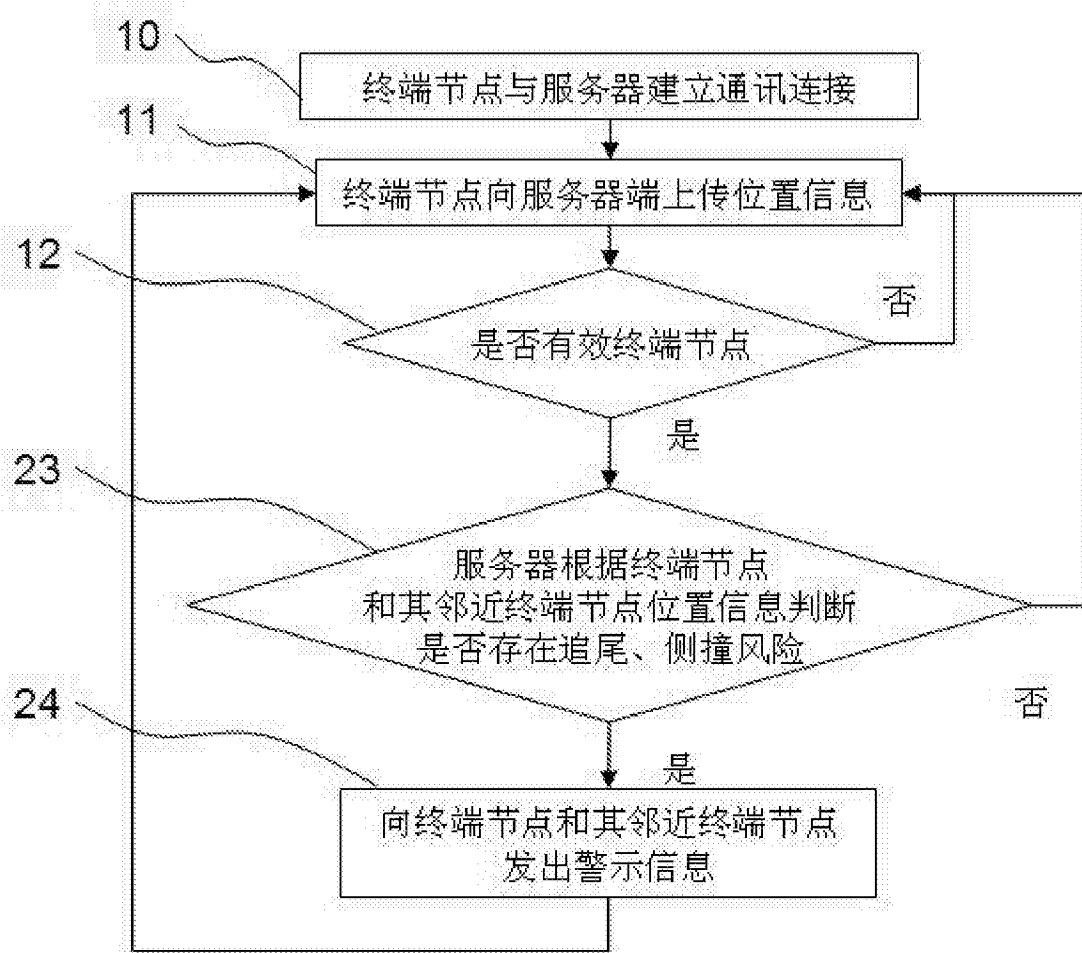 10
终端节点与服务器建立通讯连接
11
终端节点向服务器端上传位置信息
12
否
是否有效终端节点
是
23
服务器根据终端节点
和其邻近终端节点位置信息判断
是否存在追尾、侧撞风险
24
否
是
向终端节点和其邻近终端节点
发出警示信息